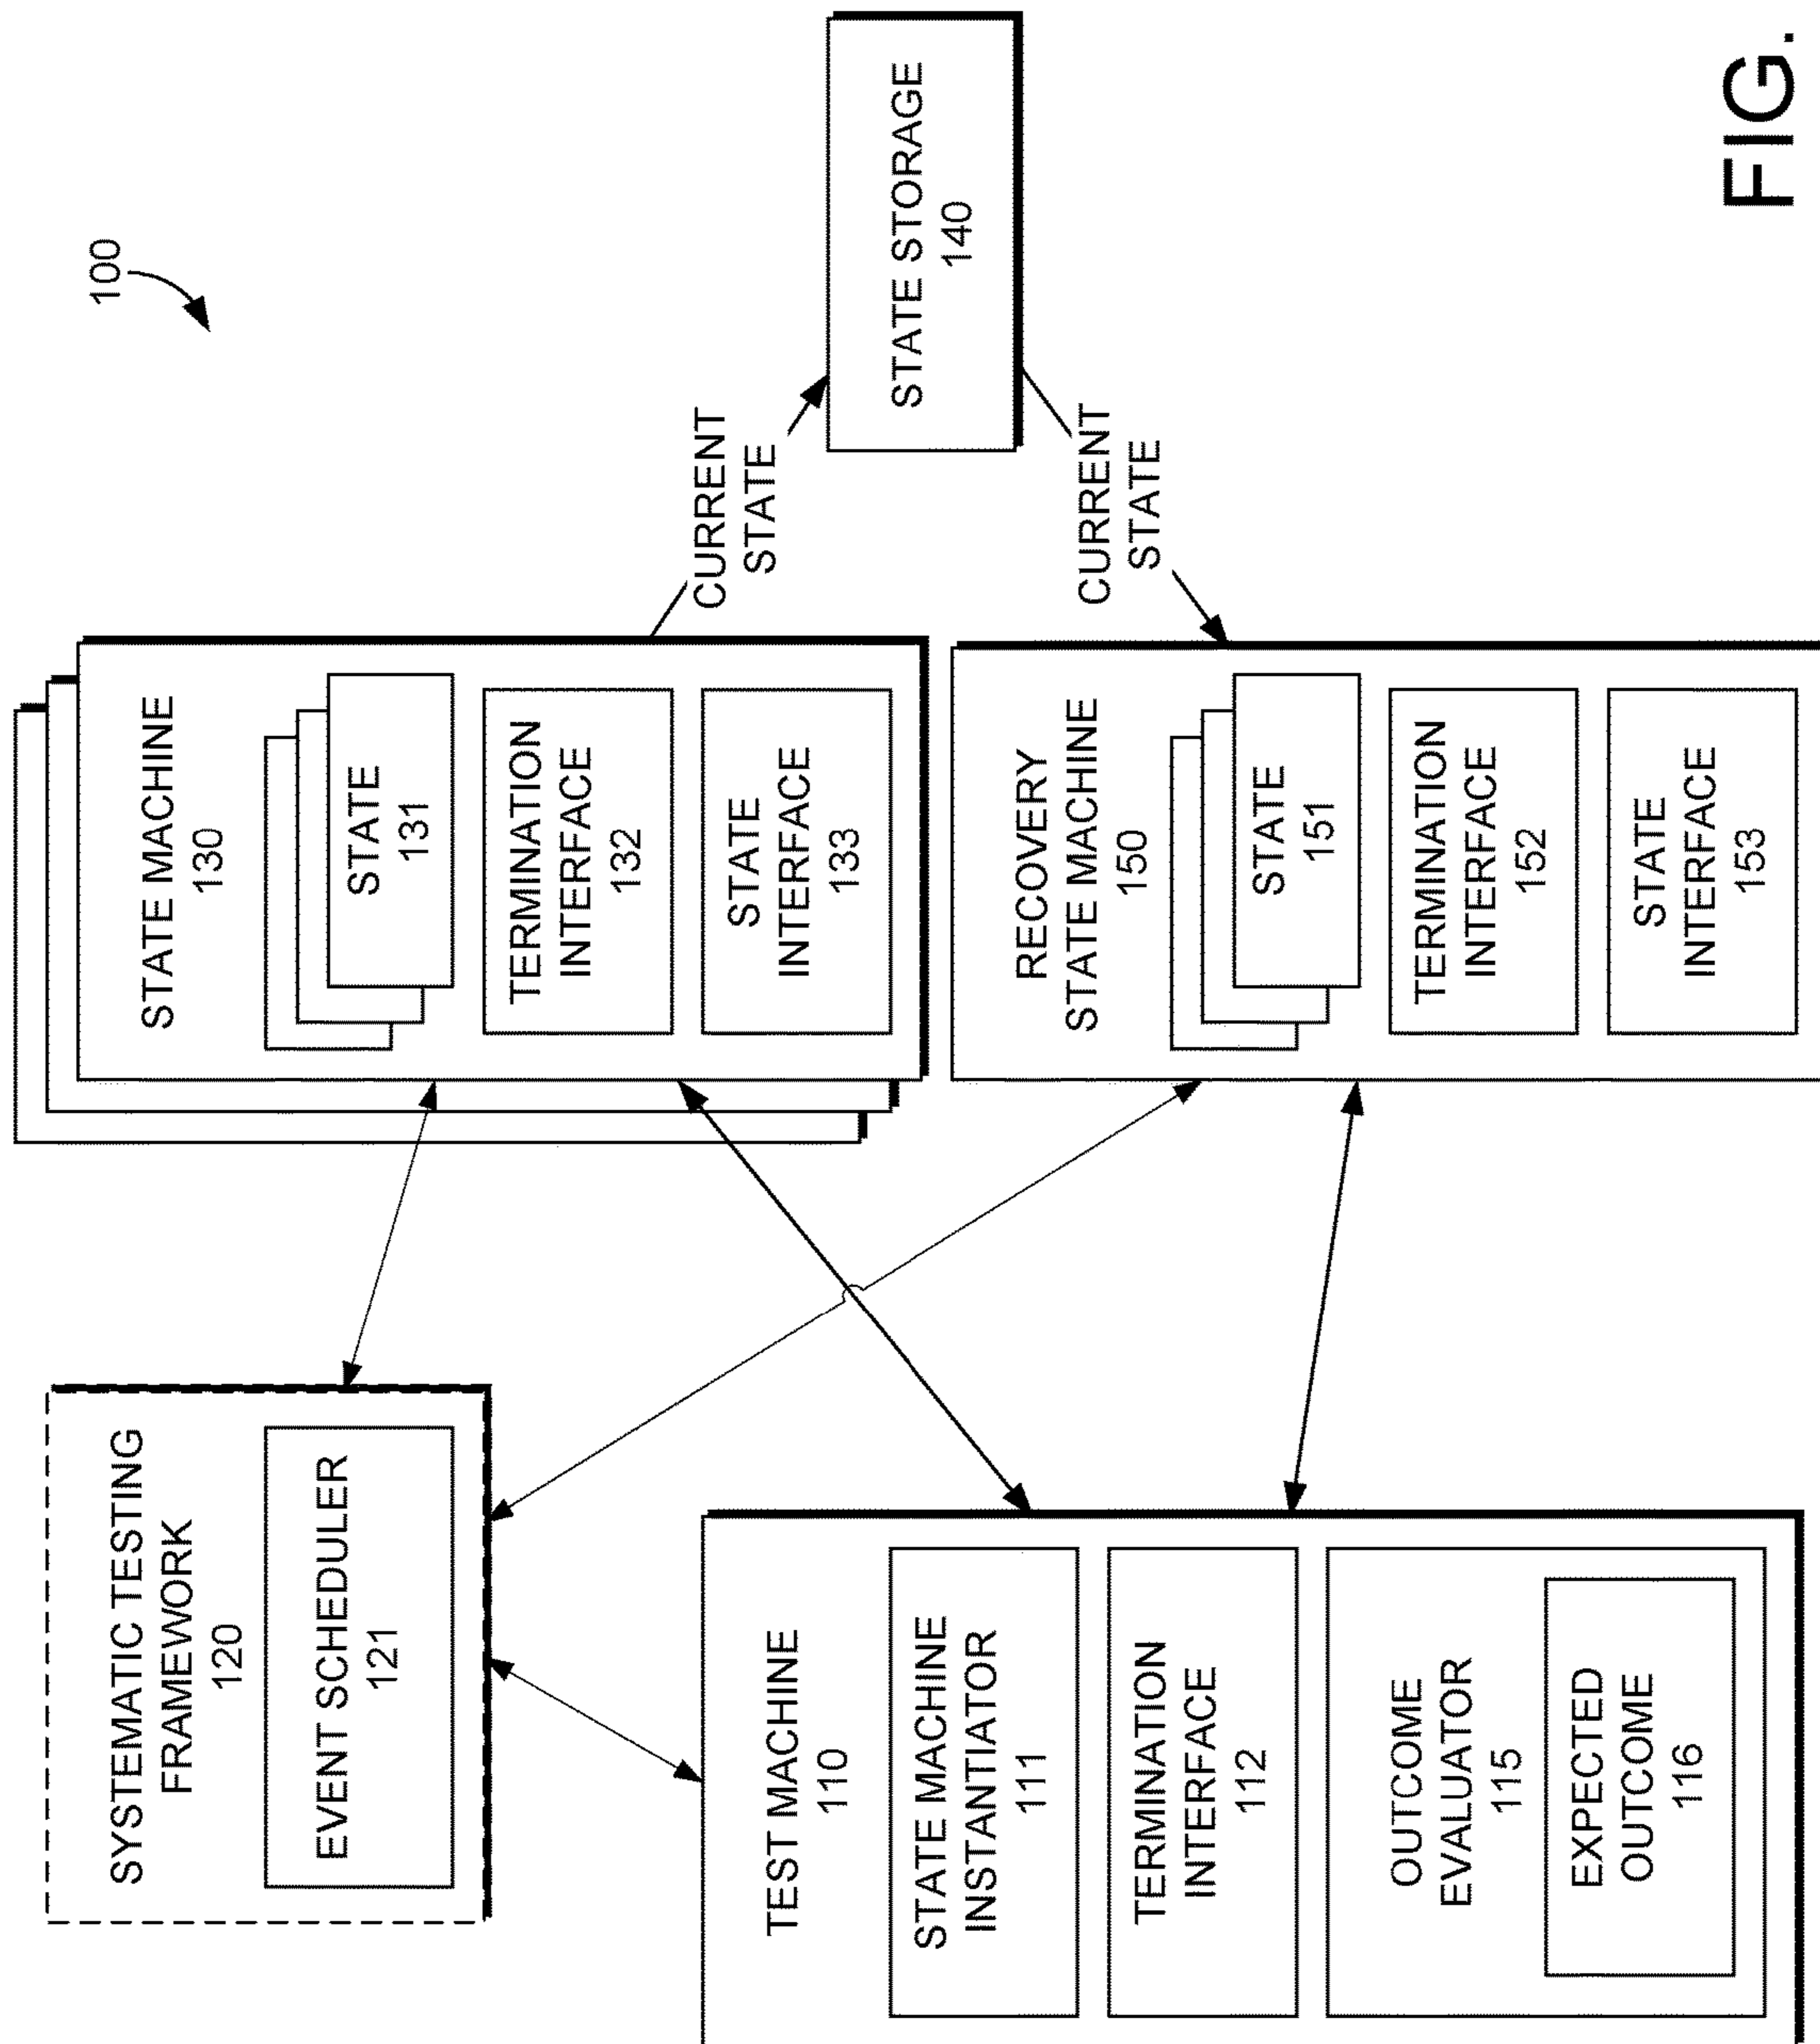 100
SYSTEMATIC TESTING
FRAMEWORK
120
EVENT SCHEDULER
121
TEST MACHINE
110
STATE MACHINE
INSTANTIATOR
111
TERMINATION
INTERFACE
112
OUTCOME
EVALUATOR
115
EXPECTED
OUTCOME
116
STATE MACHINE
130
STATE
131
TERMINATION
INTERFACE
132
STATE
INTERFACE
133
RECOVERY
STATE MACHINE
150
STATE
151
TERMINATION
INTERFACE
152
STATE
INTERFACE
153
CURRENT
STATE
CURRENT
STATE
STATE STORAGE
140
FIG.